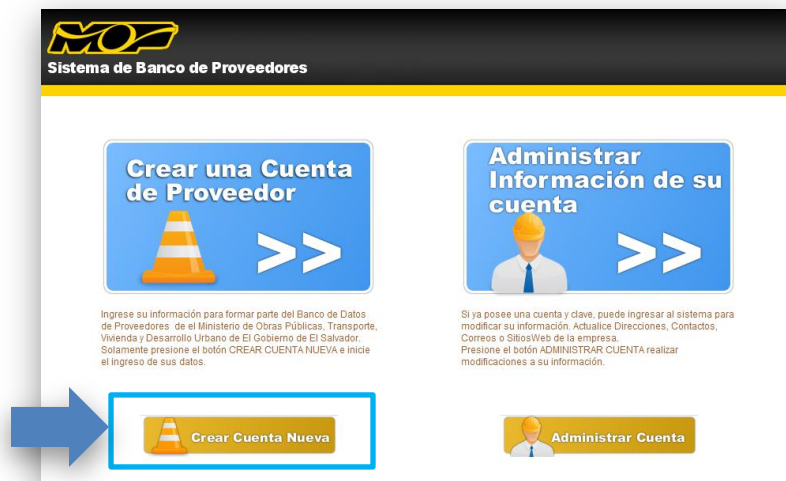 MOP
Sistema de Banco de Proveedores
Crear una Cuenta
de Proveedor
>>
Ingrese su información para formar parte del Banco de Datos
de Proveedores de el Ministerio de Obras Públicas, Transporte,
Vivienda y Desarrollo Urbano de El Gobierno de El Salvador.
Solamente presione el botón CREAR CUENTA NUEVA e inicie
el ingreso de sus datos.
Crear Cuenta Nueva
Administrar
Información de su
cuenta
>>
Si ya posee una cuenta y clave, puede ingresar al sistema para
modificar su información. Actualice Direcciones, Contactos,
Correos o SitiosWeb de la empresa.
Presione el botón ADMINISTRAR CUENTA realizar
modificaciones a su información.
Administrar Cuenta